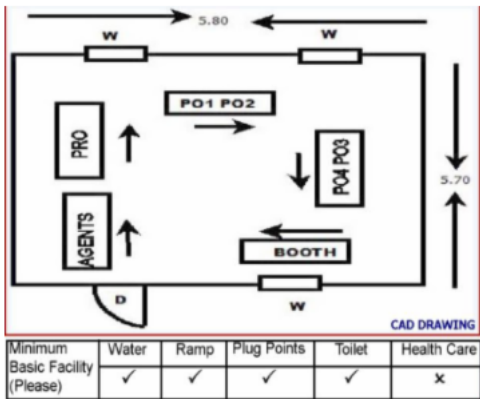 5.80
W W
PO1 PO2
PRO
PO4 PO3
5.70
AGENTS
BOOTH
D
W
CAD DRAWING
Minimum Basic Facility (Please) Water Ramp Plug Points Toilet Health Care
✓ ✓ ✓ ✓ x